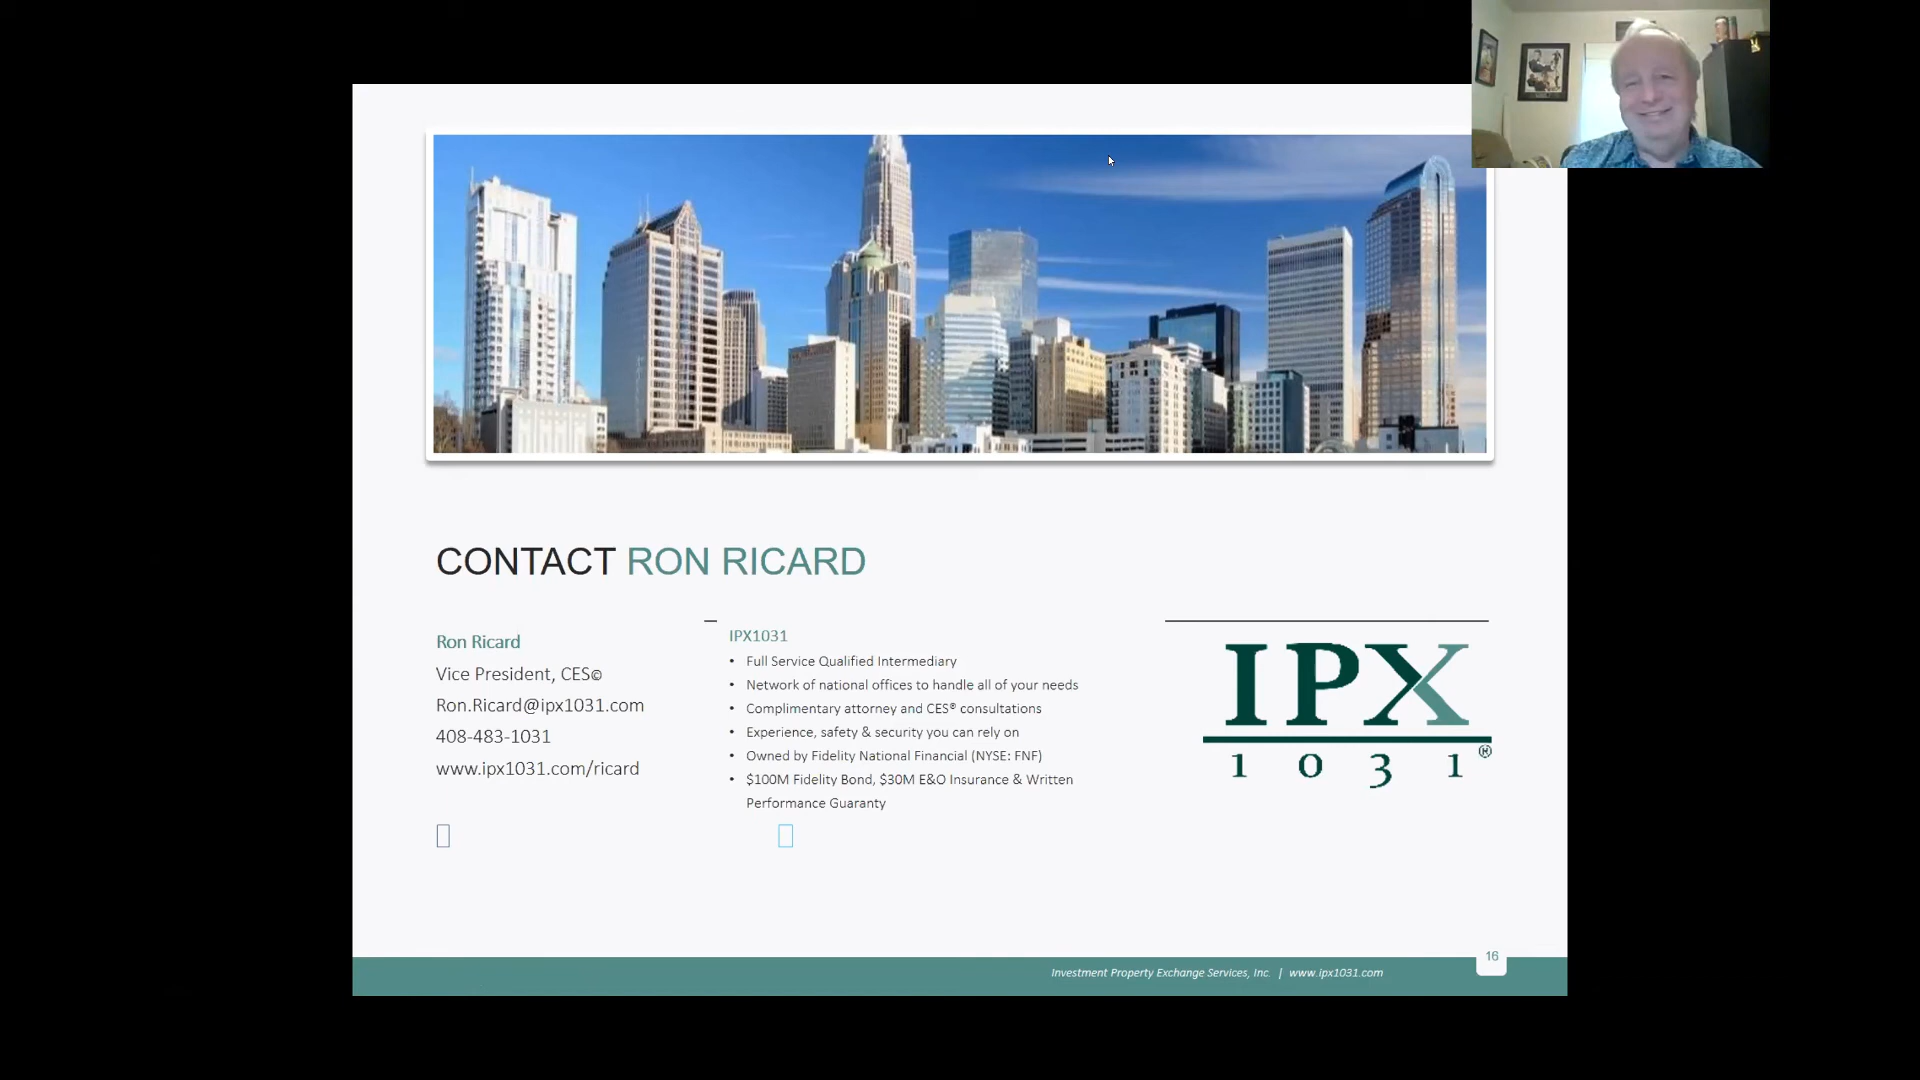 CONTACT RON RICARD
Ron Ricard
Vice President, CES©
Ron.Ricard@ipx1031.com
408-483-1031
www.ipx1031.com/ricard
IPX1031
• Full Service Qualified Intermediary
• Network of national offices to handle all of your needs
• Complimentary attorney and CES® consultations
• Experience, safety & security you can rely on
• Owned by Fidelity National Financial (NYSE: FNF)
• $100M Fidelity Bond, $30M E&O Insurance & Written
Performance Guaranty
IPX
1031®
Investment Property Exchange Services, Inc. | www.ipx1031.com
16